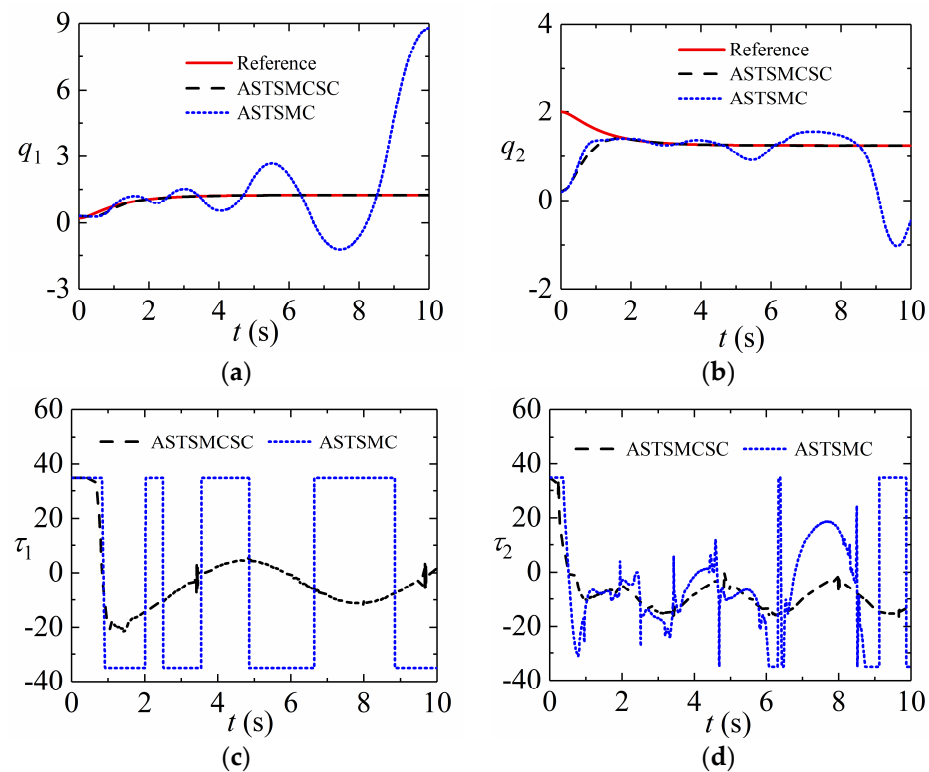 9
6
3
0
-3
q1
Reference
ASTSMCSC
ASTSMC
0 2 4 6 8 10
t (s)
(a)
4
2
0
-2
q2
Reference
ASTSMCSC
ASTSMC
0 2 4 6 8 10
t (s)
(b)
60
40
20
0
-20
-40
τ1
ASTSMCSC ASTSMC
0 2 4 6 8 10
t (s)
(c)
60
40
20
0
-20
-40
τ2
ASTSMCSC ASTSMC
0 2 4 6 8 10
t (s)
(d)